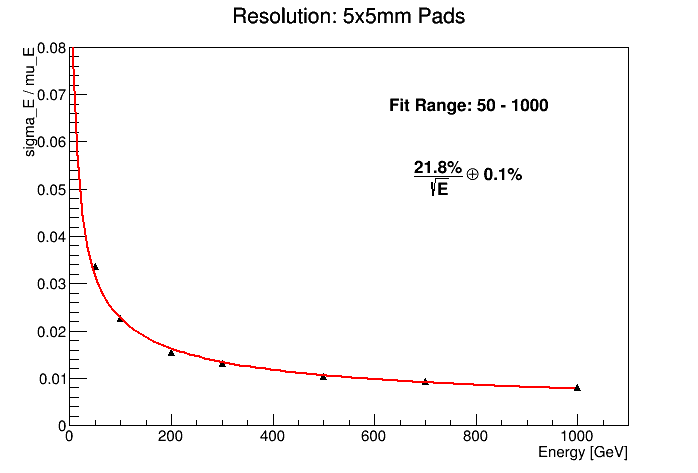 Resolution: 5x5mm Pads
sigma_E / mu_E
0.08
0.07
0.06
0.05
0.04
0.03
0.02
0.01
0
Fit Range: 50 - 1000
21.8%
√E
⊕ 0.1%
0 200 400 600 800 1000
Energy [GeV]